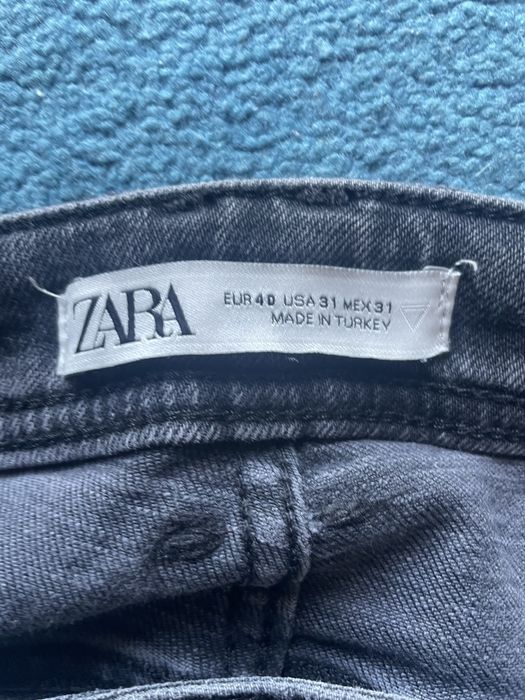 ZARA
EUR 40 USA 31 MEX 31
MADE IN TURKEY